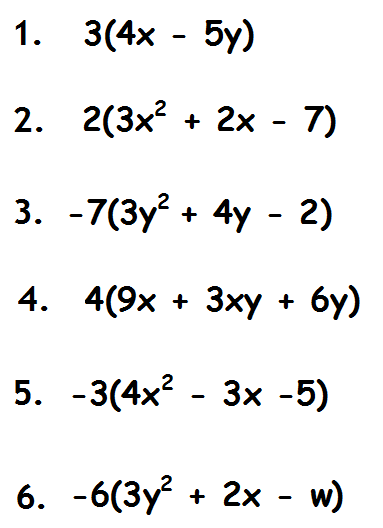 1. 3(4x - 5y)
2. 2(3x² + 2x - 7)
3. -7(3y² + 4y - 2)
4. 4(9x + 3xy + 6y)
5. -3(4x² - 3x -5)
6. -6(3y² + 2x - w)